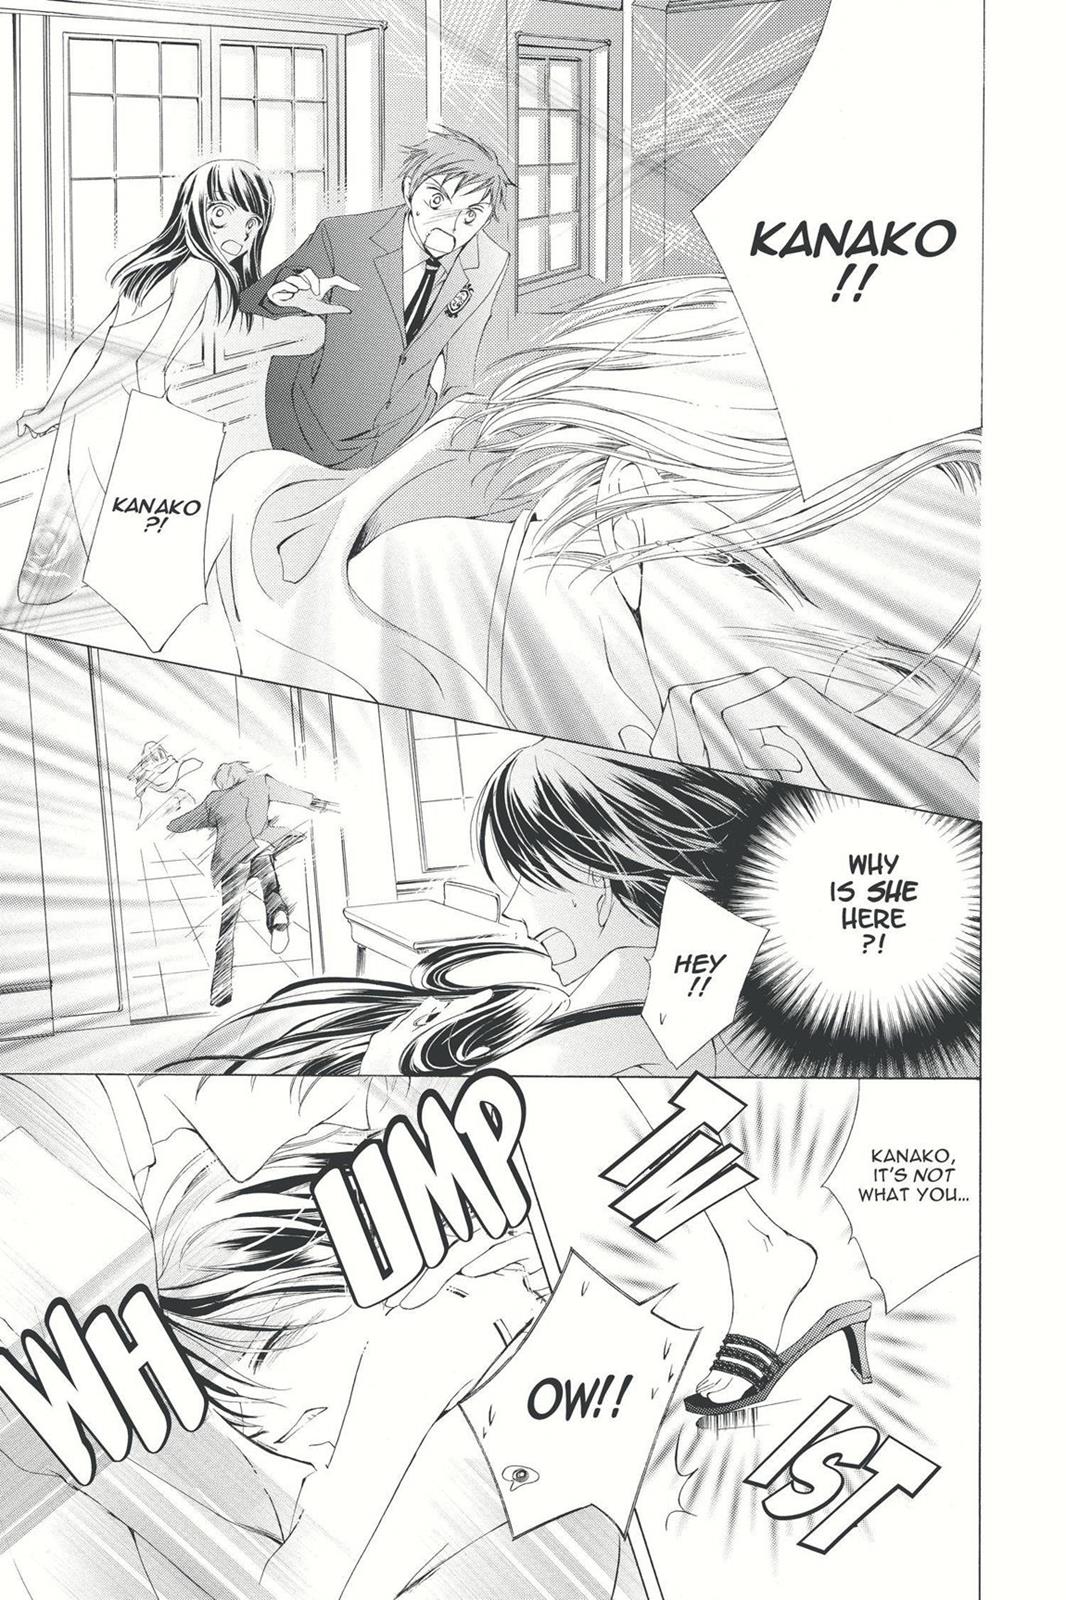 KANAKO
!!
KANAKO
?!
WHY
IS SHE
HERE
?!
HEY
!!
TW
IST
KANAKO,
IT'S NOT
WHAT YOU...
WH
UMP
OW!!